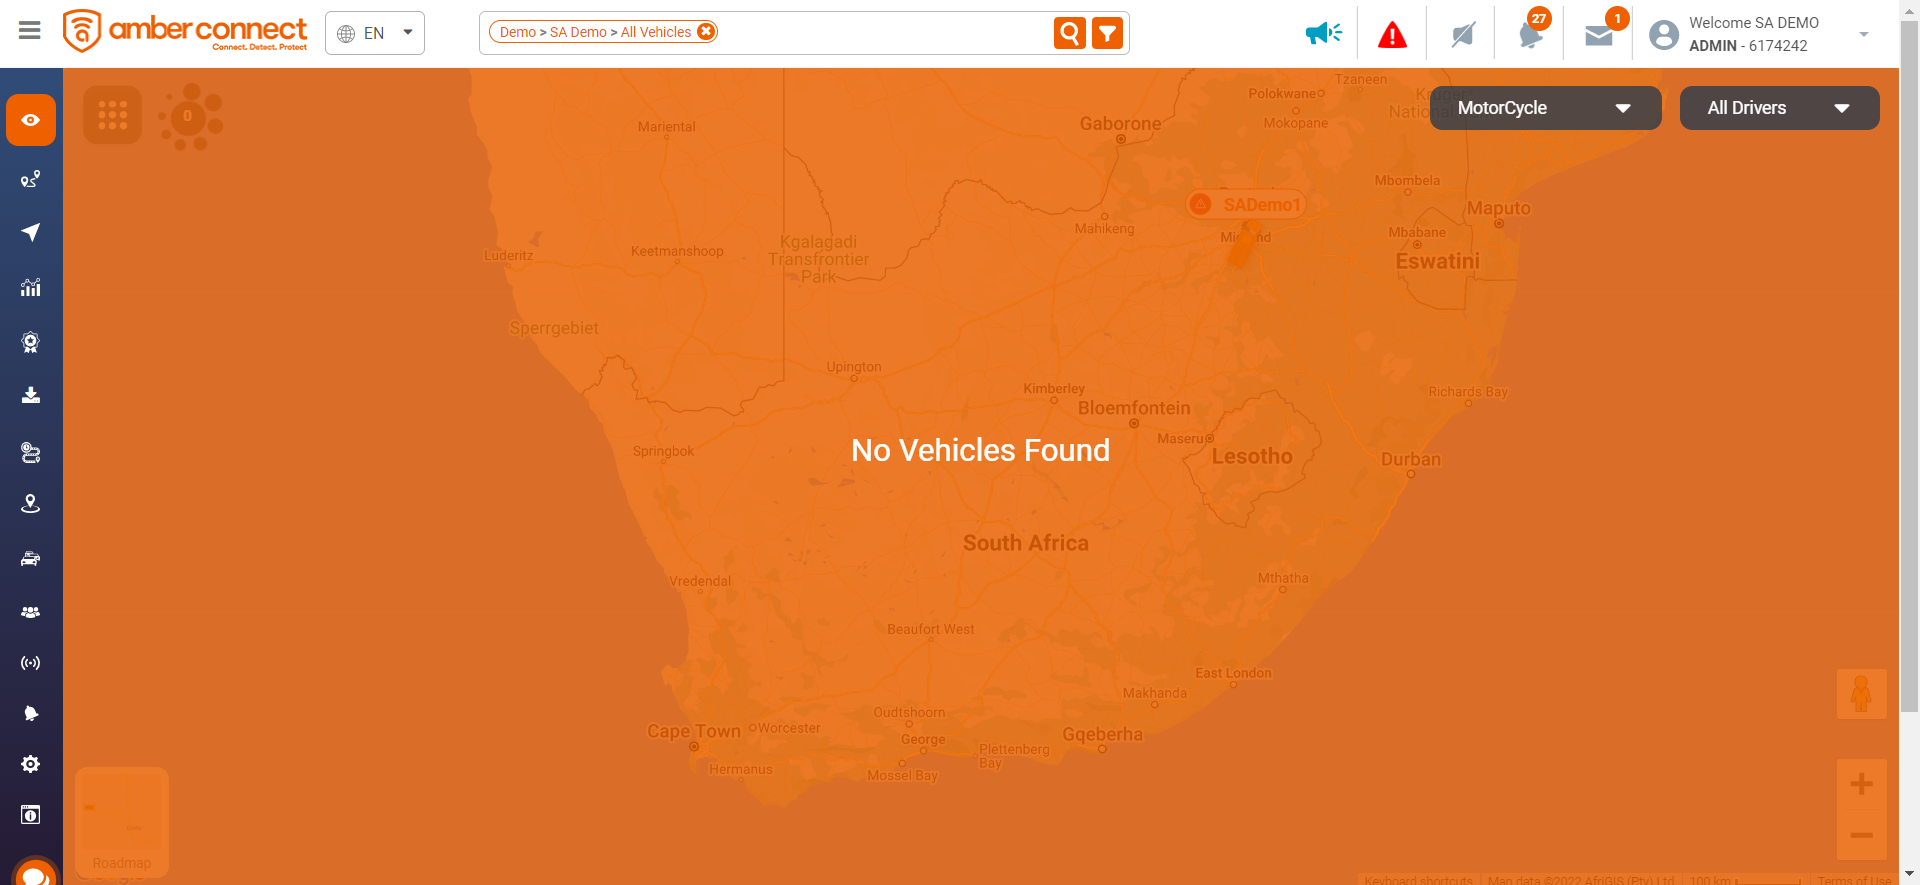 amber connect
Connect. Detect. Protect
EN
Demo > SA Demo > All Vehicles
27
1
Welcome SA DEMO
ADMIN - 6174242
0
MotorCycle
All Drivers
Tzaneen
Polokwane
Mokopane
Mariental
Gaborone
Mbombela
SADemo1
Maputo
Mahikeng
Mbabane
Eswatini
Kgalagadi
Transfrontier
Park
Keetmanshoop
Luderitz
Sperrgebiet
Upington
Kimberley
Richards Bay
Bloemfontein
Maseru
Lesotho
Durban
Springbok
No Vehicles Found
South Africa
Vredendal
Mthatha
Beaufort West
East London
Makhanda
Oudtshoorn
Cape Town
Worcester
George
Gqeberha
Plettenberg
Bay
Hermanus
Mossel Bay
Roadmap
Keyboard shortcuts
Map data ©2022 AfriGIS (Pty) Ltd
100 km
Terms of Use